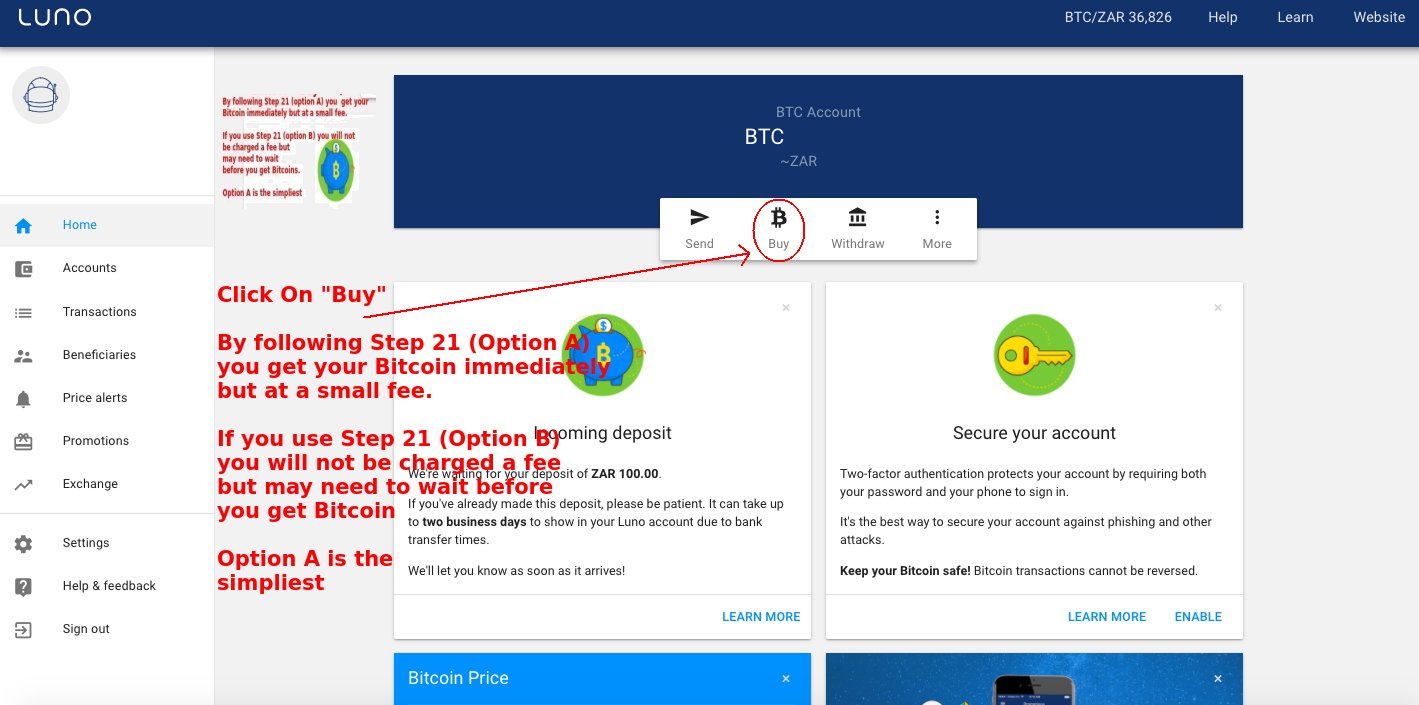 LUNO
BTC/ZAR 36,826
Help
Learn
Website
By following Step 21 (option A) you get your
Bitcoin immediately but at a small fee.
If you use Step 21 (option B) you will not
be charged a fee but
may need to wait
before you get Bitcoins.
Option A is the simpliest
BTC Account
BTC
~ZAR
Send
Buy
Withdraw
More
Home
Accounts
Transactions
Beneficiaries
Price alerts
Promotions
Exchange
Settings
Help & feedback
Sign out
Click On "Buy"
By following Step 21 (Option A)
you get your Bitcoin immediately
but at a small fee.
If you use Step 21 (Option B)
you will not be charged a fee
but may need to wait before
you get Bitcoin
Option A is the
simpliest
Incoming deposit
We're waiting for your deposit of ZAR 100.00.
If you've already made this deposit, please be patient. It can take up
to two business days to show in your Luno account due to bank
transfer times.
We'll let you know as soon as it arrives!
LEARN MORE
Secure your account
Two-factor authentication protects your account by requiring both
your password and your phone to sign in.
It's the best way to secure your account against phishing and other
attacks.
Keep your Bitcoin safe! Bitcoin transactions cannot be reversed.
LEARN MORE
ENABLE
Bitcoin Price